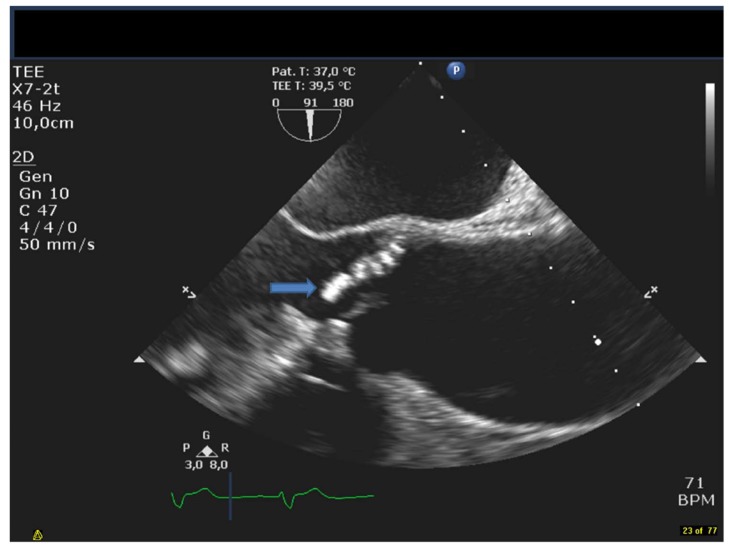 TEE
X7-2t
46 Hz
10,0cm
2D
Gen
Gn 10
C 47
4/4/0
50 mm/s
Pat. T: 37,0 °C
TEE T: 39,5 °C
0 91 180
P
G
P R
3,0 8,0
71
BPM
23 of 77